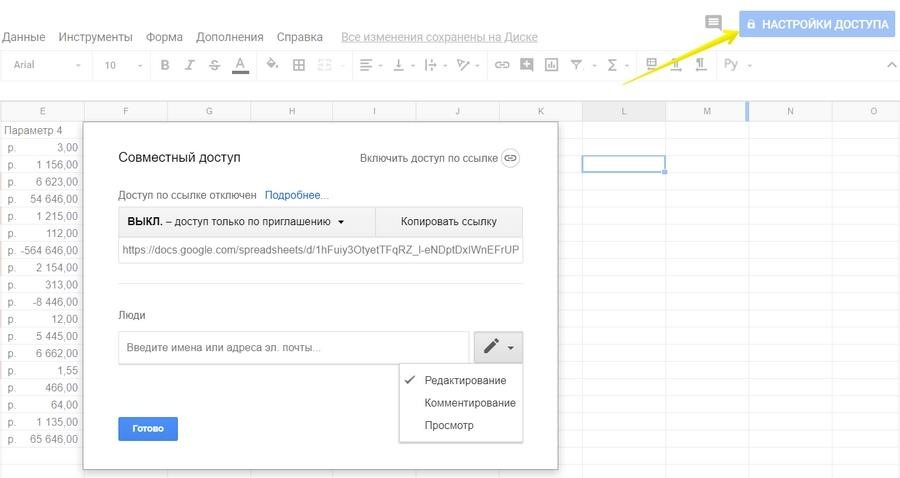 НАСТРОЙКИ ДОСТУПА
Данные Инструменты Форма Дополнения Справка Все изменения сохранены на Диске
Arial 10 B I S A Σ Ру
E F G H I J K L M N O
Параметр 4
р. 3,00
р. 1 156,00
р. 6 623,00
р. 54 646,00
р. 1 215,00
р. 112,00
р. -564 646,00
р. 2 154,00
р. 313,00
р. -8 446,00
р. 12,00
р. 5 445,00
р. 6 662,00
р. 1,55
р. 466,00
р. 64,00
р. 1 135,00
р. 65 646,00
Совместный доступ
Включить доступ по ссылке
Доступ по ссылке отключен Подробнее...
ВЫКЛ. – доступ только по приглашению
Копировать ссылку
https://docs.google.com/spreadsheets/d/1hFuiy3OtyetTFqRZ_l-eNDptDxIWnEFrUP
Люди
Введите имена или адреса эл. почты...
Редактирование
Комментирование
Просмотр
Готово